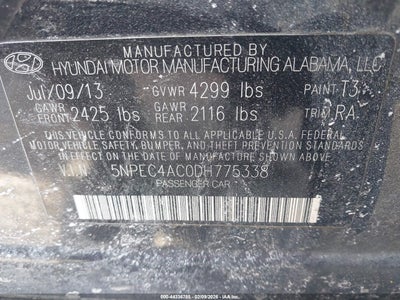 MANUFACTURED BY
HYUNDAI MOTOR MANUFACTURING ALABAMA, LLC
Jul/09/13 GVWR 4299 lbs PAINT T3
GAWR FRONT 2425 lbs GAWR REAR 2116 lbs TRIM RA
THIS VEHICLE CONFORMS TO ALL APPLICABLE U.S.A. FEDERAL
MOTOR VEHICLE SAFETY, BUMPER, AND THEFT PREVENTION STANDARDS
IN EFFECT ON THE DATE OF MANUFACTURE SHOWN ABOVE.
V.I.N 5NPEC4AC0DH775338
PASSENGER CAR